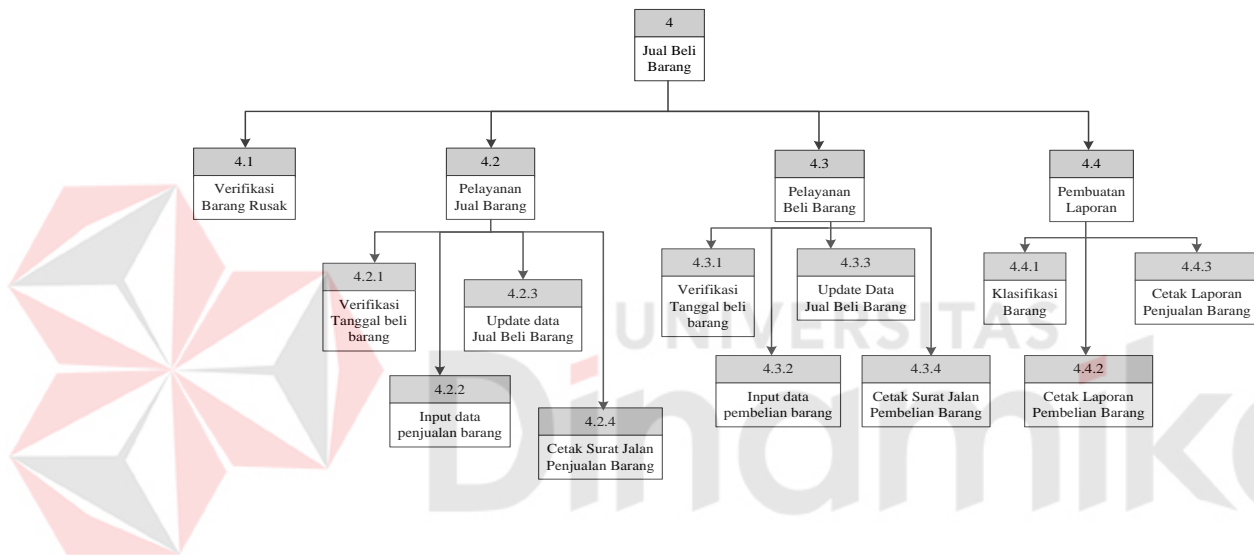 4
Jual Beli
Barang
4.1
Verifikasi
Barang Rusak
4.2
Pelayanan
Jual Barang
4.3
Pelayanan
Beli Barang
4.4
Pembuatan
Laporan
4.2.1
Verifikasi
Tanggal beli
barang
4.2.3
Update data
Jual Beli Barang
4.2.2
Input data
penjualan barang
4.2.4
Cetak Surat Jalan
Penjualan Barang
4.3.1
Verifikasi
Tanggal beli
barang
4.3.3
Update Data
Jual Beli Barang
4.3.2
Input data
pembelian barang
4.3.4
Cetak Surat Jalan
Pembelian Barang
4.4.1
Klasifikasi
Barang
4.4.3
Cetak Laporan
Penjualan Barang
4.4.2
Cetak Laporan
Pembelian Barang
UNIVERSITAS
Dinamika